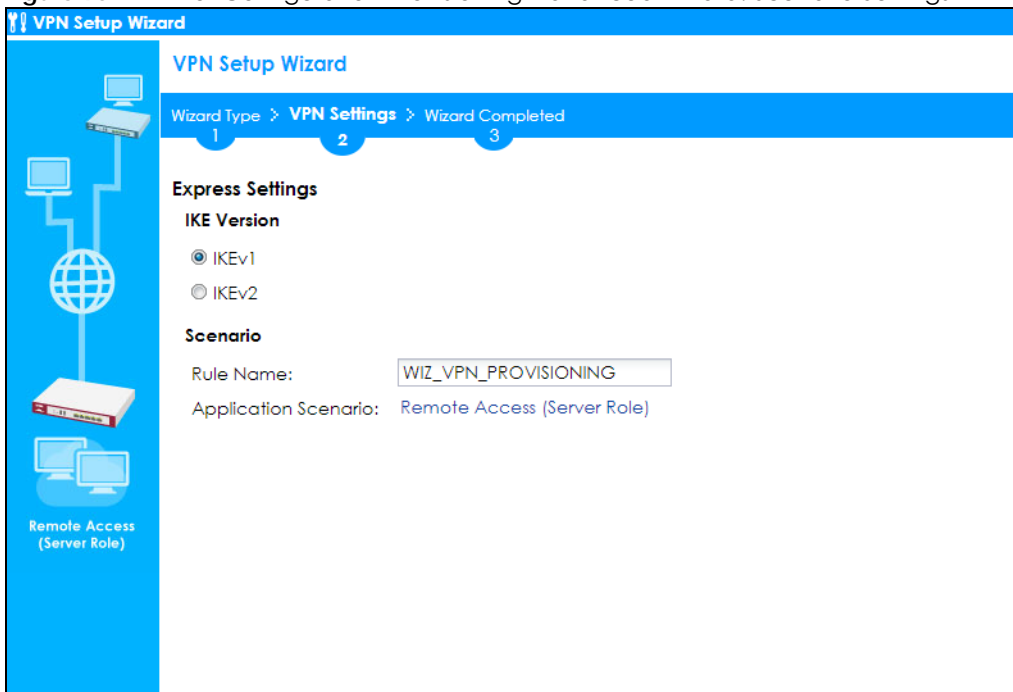 VPN Setup Wizard
VPN Setup Wizard
Wizard Type > VPN Settings > Wizard Completed
1 2 3
Express Settings
IKE Version
IKEv1
IKEv2
Scenario
Rule Name: WIZ_VPN_PROVISIONING
Application Scenario: Remote Access (Server Role)
Remote Access
(Server Role)